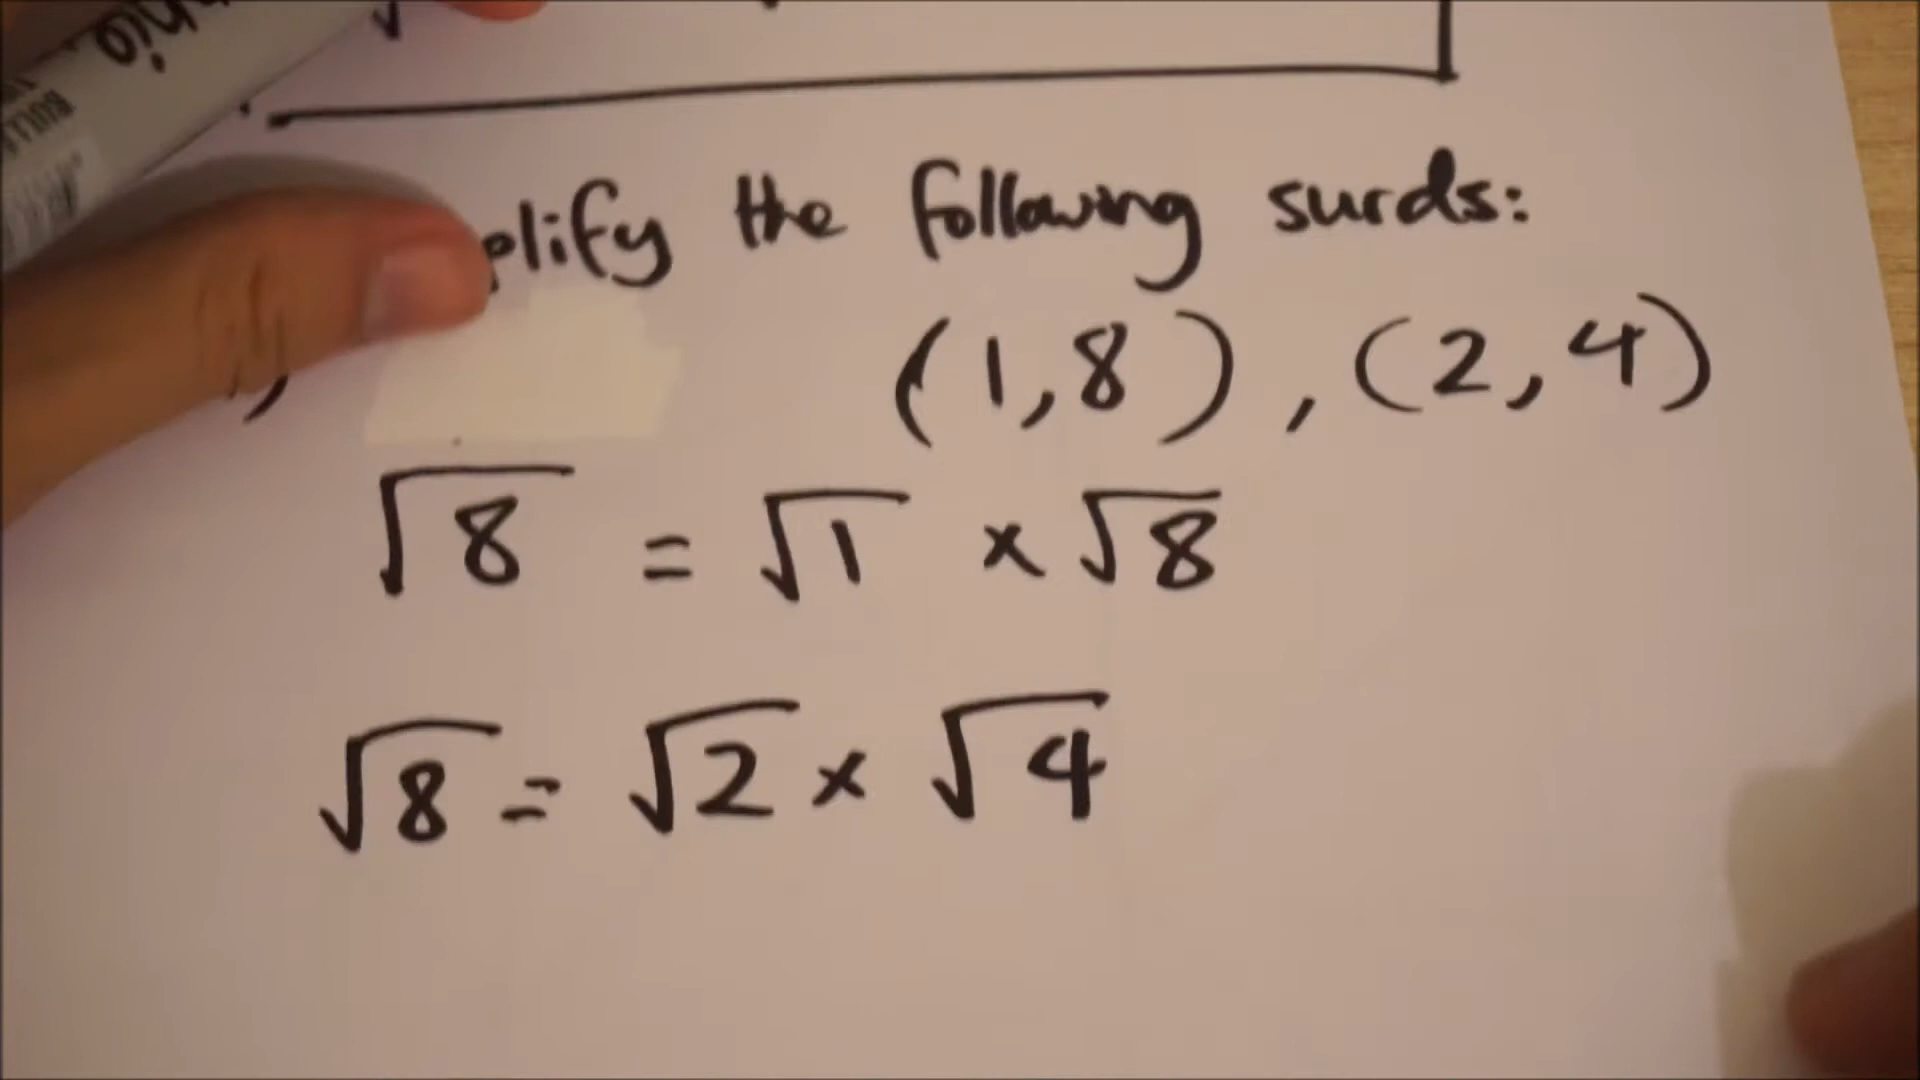 plify the following surds:
(1,8), (2,4)
√8 = √1 × √8
√8 = √2 × √4